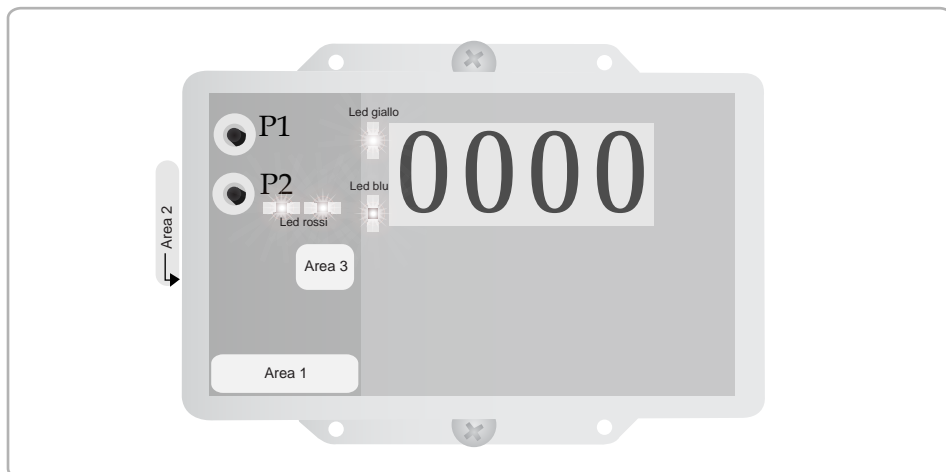 Led giallo
P1
0000
P2
Led blu
Led rossi
Area 2
Area 3
Area 1